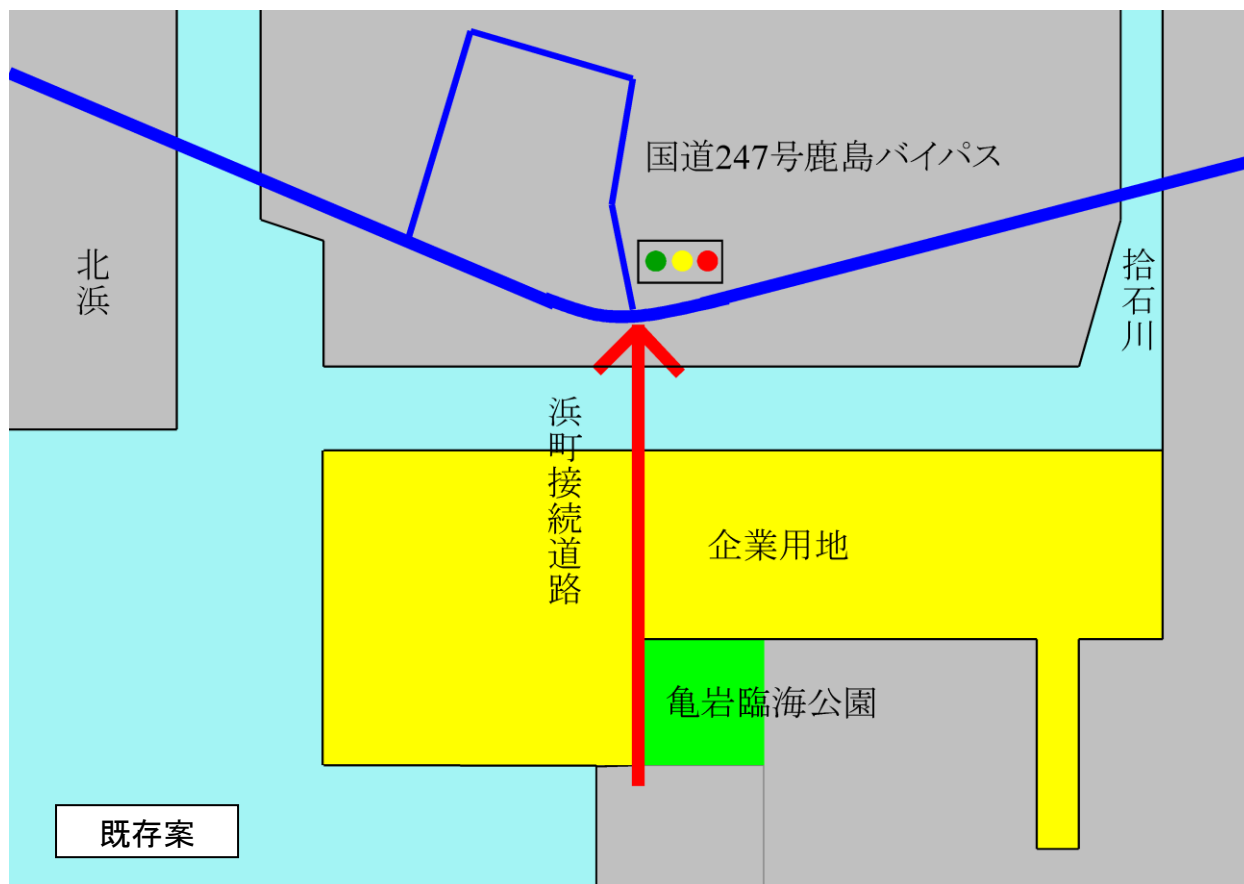 国道247号鹿島バイパス
北浜
拾石川
浜町接続道路
企業用地
亀岩臨海公園
既存案